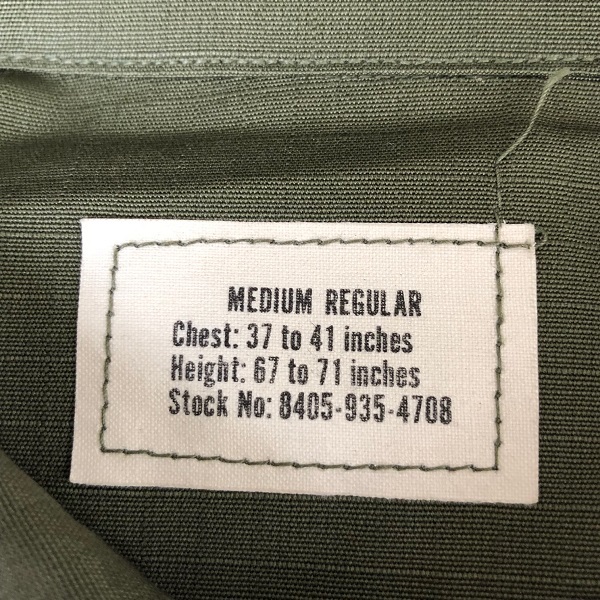 MEDIUM REGULAR
Chest: 37 to 41 inches
Height: 67 to 71 inches
Stock No: 8405-935-4708